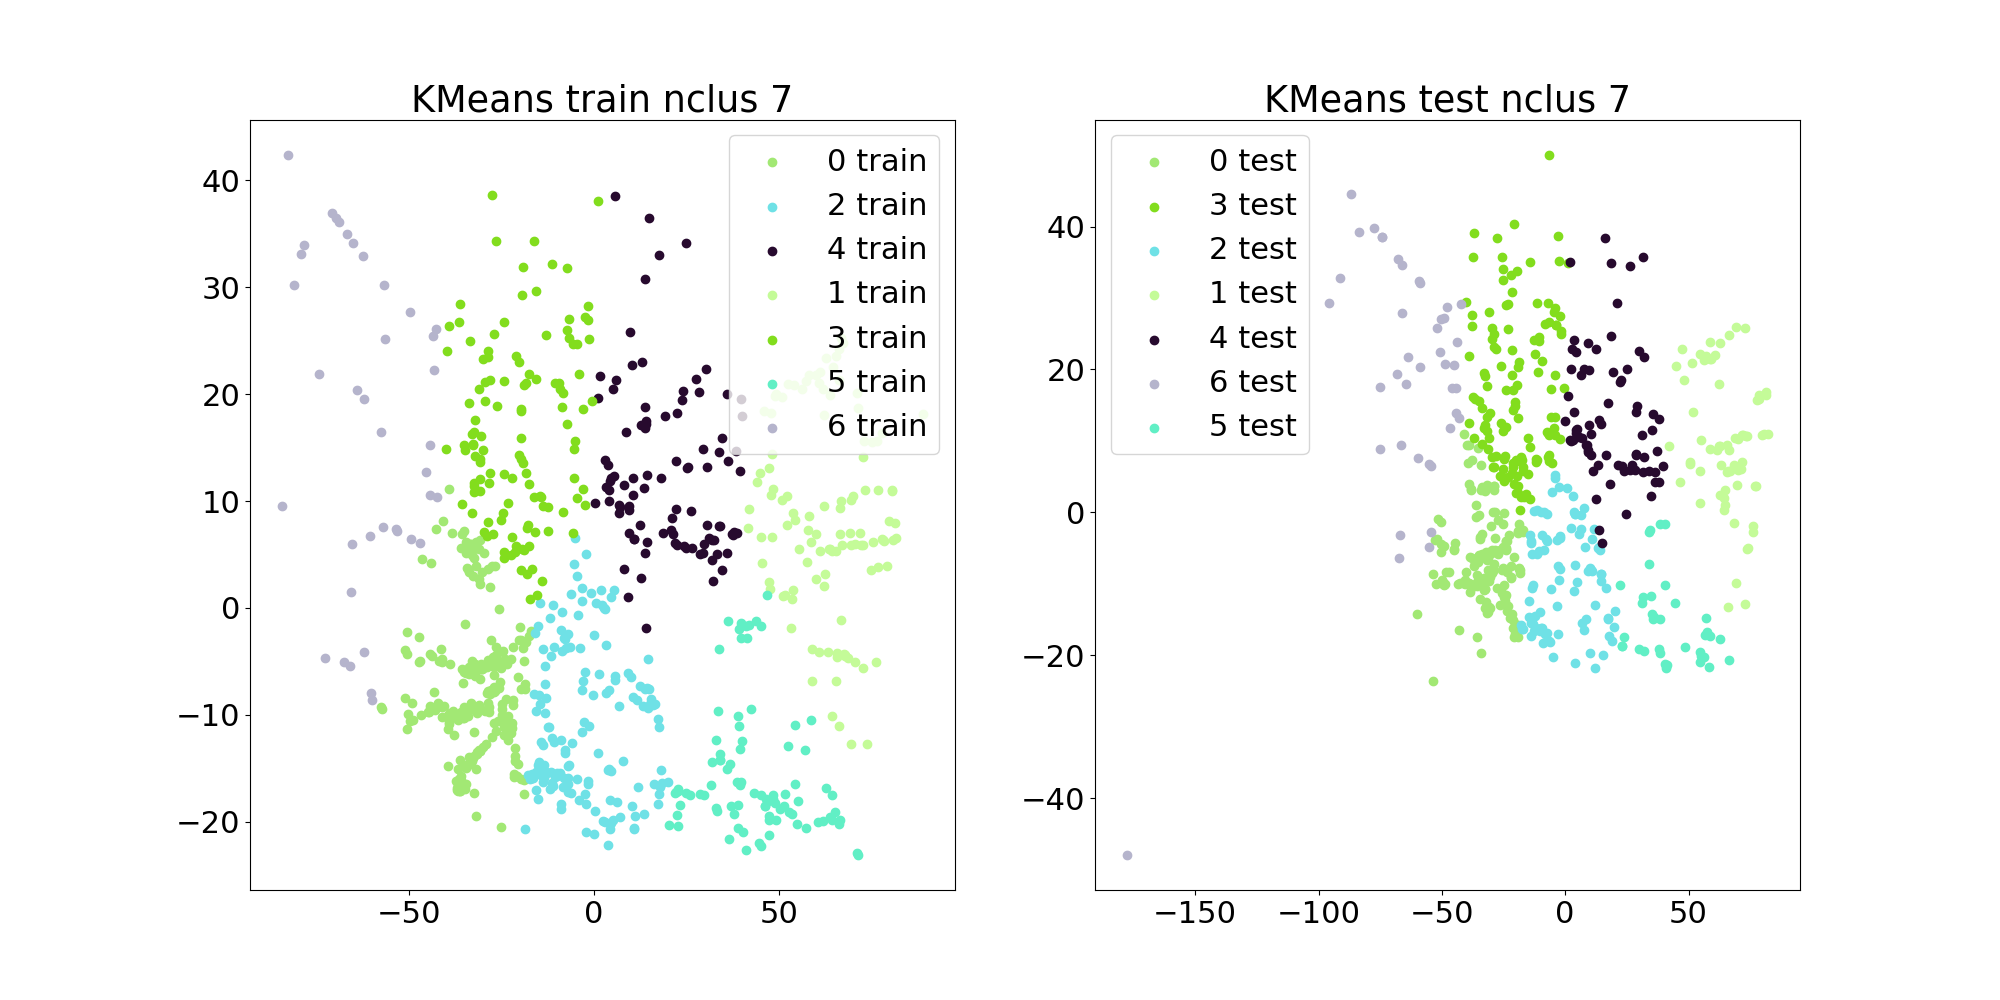 KMeans train nclus 7
40
30
20
10
0
−10
−20
−50
0
50
0 train
2 train
4 train
1 train
3 train
5 train
6 train
KMeans test nclus 7
40
20
0
−20
−40
−150
−100
−50
0
50
0 test
3 test
2 test
1 test
4 test
6 test
5 test